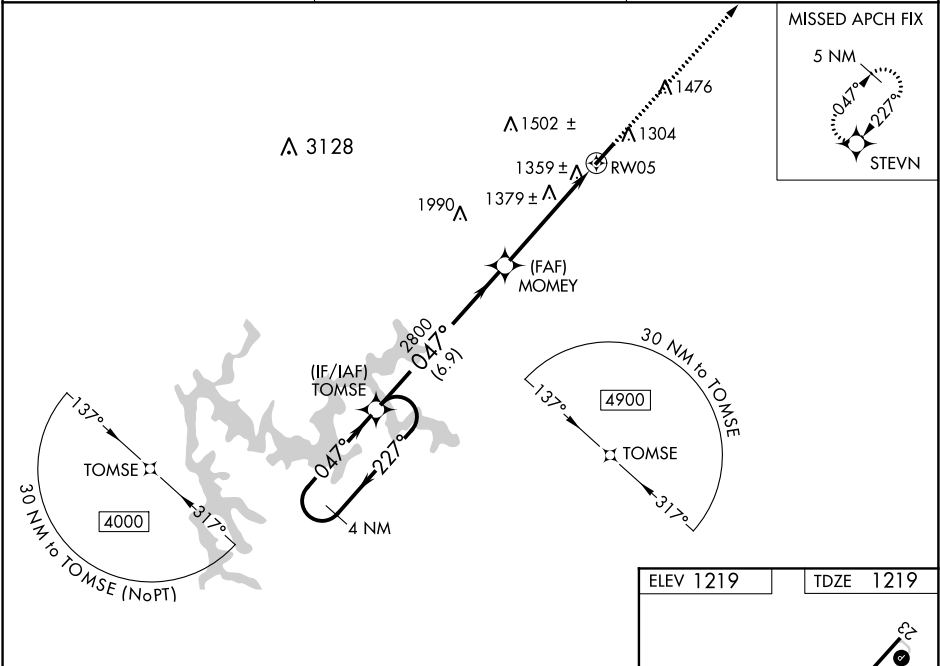 MISSED APCH FIX
5 NM
047°
227°
STEVN
1476
1502 ±
1304
3128
1359 ±
RW05
1379 ±
1990
(FAF)
MOMEY
2800
047°
(6.9)
(IF/IAF)
TOMSE
047°
227°
4 NM
30 NM to TOMSE
137°
4900
TOMSE
317°
137°
TOMSE
4000
317°
30 NM to TOMSE (NoPT)
ELEV 1219
TDZE 1219
23
P